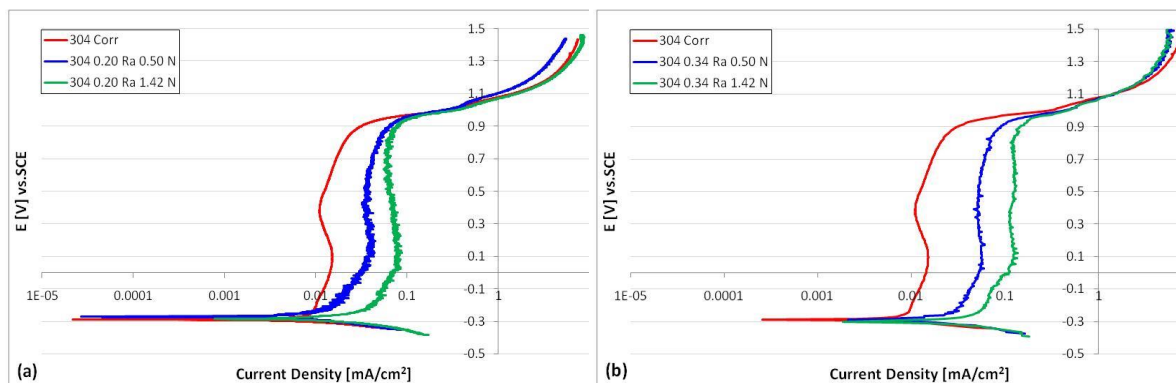 1.5
304 Corr
304 0.20 Ra 0.50 N
304 0.20 Ra 1.42 N
1.3
1.1
0.9
0.7
0.5
0.3
0.1
E [V] vs.SCE
1E-05 0.0001 0.001 0.01 0.1 1
-0.1
-0.3
-0.5
(a)
Current Density [mA/cm²]
1.5
304 Corr
304 0.34 Ra 0.50 N
304 0.34 Ra 1.42 N
1.3
1.1
0.9
0.7
0.5
0.3
0.1
E [V] vs.SCE
1E-05 0.0001 0.001 0.01 0.1 1
-0.1
-0.3
-0.5
(b)
Current Density [mA/cm²]